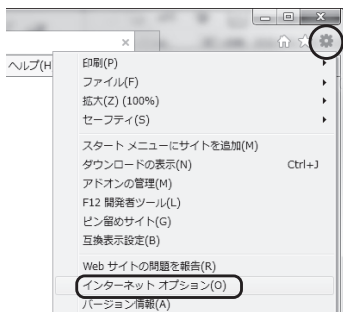 ヘルプ(H
印刷(P)
ファイル(F)
拡大(Z) (100%)
セーフティ(S)
スタート メニューにサイトを追加(M)
ダウンロードの表示(N) Ctrl+J
アドオンの管理(M)
F12 開発者ツール(L)
ピン留めサイト(G)
互換表示設定(B)
Web サイトの問題を報告(R)
インターネット オプション(O)
バージョン情報(A)